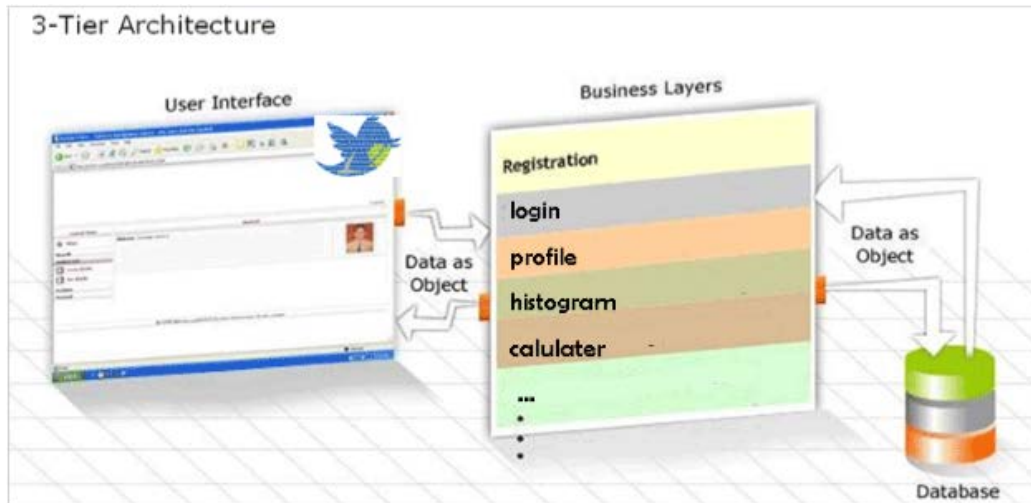 3-Tier Architecture
User Interface
Business Layers
Registration
login
profile
histogram
calulater
...
Data as
Object
Data as
Object
Database